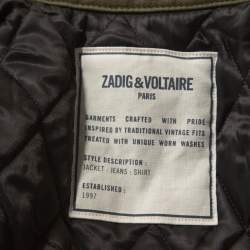 ZADIG&VOLTAIRE
PARIS
GARMENTS CRAFTED WITH PRIDE
INSPIRED BY TRADITIONAL VINTAGE FITS
TREATED WITH UNIQUE WORN WASHES
STYLE DESCRIPTION :
JACKET : JEANS : SHIRT
ESTABLISHED :
1997